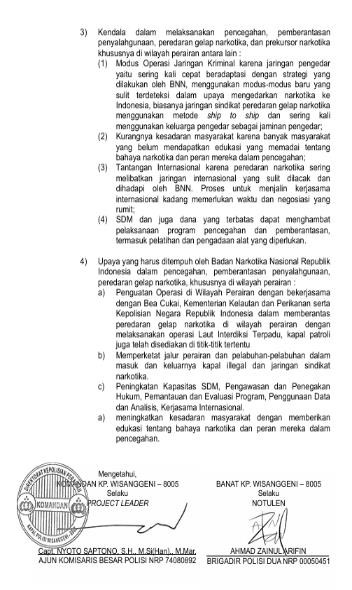 3) Kendala dalam melaksanakan pencegahan, pemberantasan
penyalahgunaan, peredaran gelap narkotika, dan prekursor narkotika
khususnya di wilayah perairan antara lain :
(1) Modus Operasi Jaringan Kriminal karena jaringan pengedar
yaitu sering kali cepat beradaptasi dengan strategi yang
dilakukan oleh BNN, menggunakan modus-modus baru yang
sulit terdeteksi dalam upaya mengedarkan narkotika ke
Indonesia, biasanya jaringan sindikat peredaran gelap narkotika
menggunakan metode ship to ship dan sering kali
menggunakan keluarga pengedar sebagai jaminan pengedar;
(2) Kurangnya kesadaran masyarakat karena banyak masyarakat
yang belum mendapatkan edukasi yang memadai tentang
bahaya narkotika dan peran mereka dalam pencegahan;
(3) Tantangan Internasional karena peredaran narkotika sering
melibatkan jaringan internasional yang sulit dilacak dan
dihadapi oleh BNN. Proses untuk menjalin kerjasama
internasional kadang memerlukan waktu dan negosiasi yang
rumit;
(4) SDM dan juga dana yang terbatas dapat menghambat
pelaksanaan program pencegahan dan pemberantasan,
termasuk pelatihan dan pengadaan alat yang diperlukan.
4) Upaya yang harus ditempuh oleh Badan Narkotika Nasional Republik
Indonesia dalam pencegahan, pemberantasan penyalahgunaan,
peredaran gelap narkotika, khususnya di wilayah perairan :
a) Penguatan Operasi di Wilayah Perairan dengan bekerjasama
dengan Bea Cukai, Kementerian Kelautan dan Perikanan serta
Kepolisian Negara Republik Indonesia dalam memberantas
peredaran gelap narkotika di wilayah perairan dengan
melaksanakan operasi Laut Interdiksi Terpadu, kapal patroli
juga telah disediakan di titik-titik tertentu
b) Memperketat jalur perairan dan pelabuhan-pelabuhan dalam
masuk dan keluarnya kapal illegal dan jaringan sindikat
narkotika.
c) Peningkatan Kapasitas SDM, Pengawasan dan Penegakan
Hukum, Pemantauan dan Evaluasi Program, Penggunaan Data
dan Analisis, Kerjasama Internasional.
a) meningkatkan kesadaran masyarakat dengan memberikan
edukasi tentang bahaya narkotika dan peran mereka dalam
pencegahan.
Mengetahui,
KOMANDAN KP. WISANGGENI – 8005
Selaku
PROJECT LEADER
KOMANDAN
Capt. NYOTO SAPTONO, S.H., M.Si(Han)., M.Mar.
AJUN KOMISARIS BESAR POLISI NRP 74080892
BANAT KP. WISANGGENI – 8005
Selaku
NOTULEN
AHMAD ZAINUL ARIFIN
BRIGADIR POLISI DUA NRP 00050451